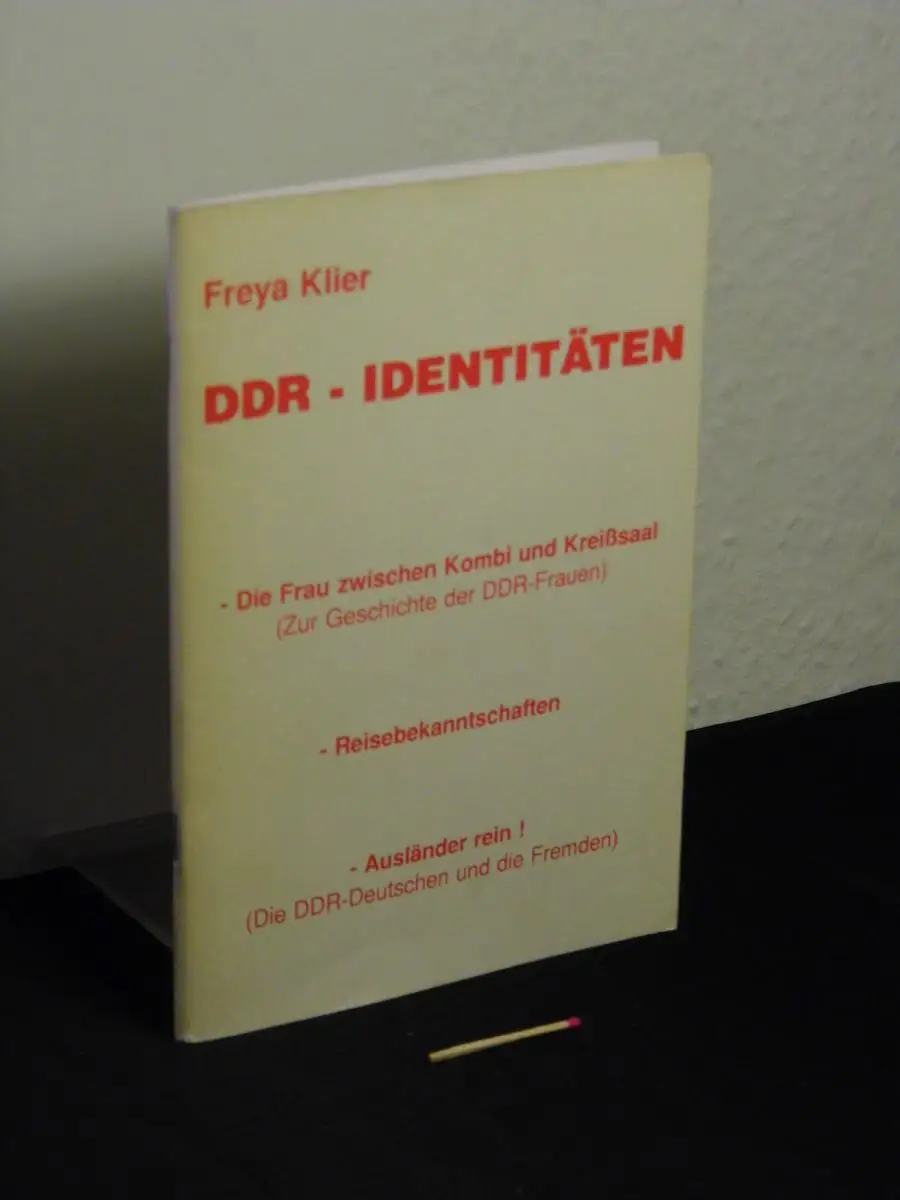 Freya Klier
DDR - IDENTITÄTEN
- Die Frau zwischen Kombi und Kreißsaal
(Zur Geschichte der DDR-Frauen)
- Reisebekanntschaften
- Ausländer rein !
(Die DDR-Deutschen und die Fremden)